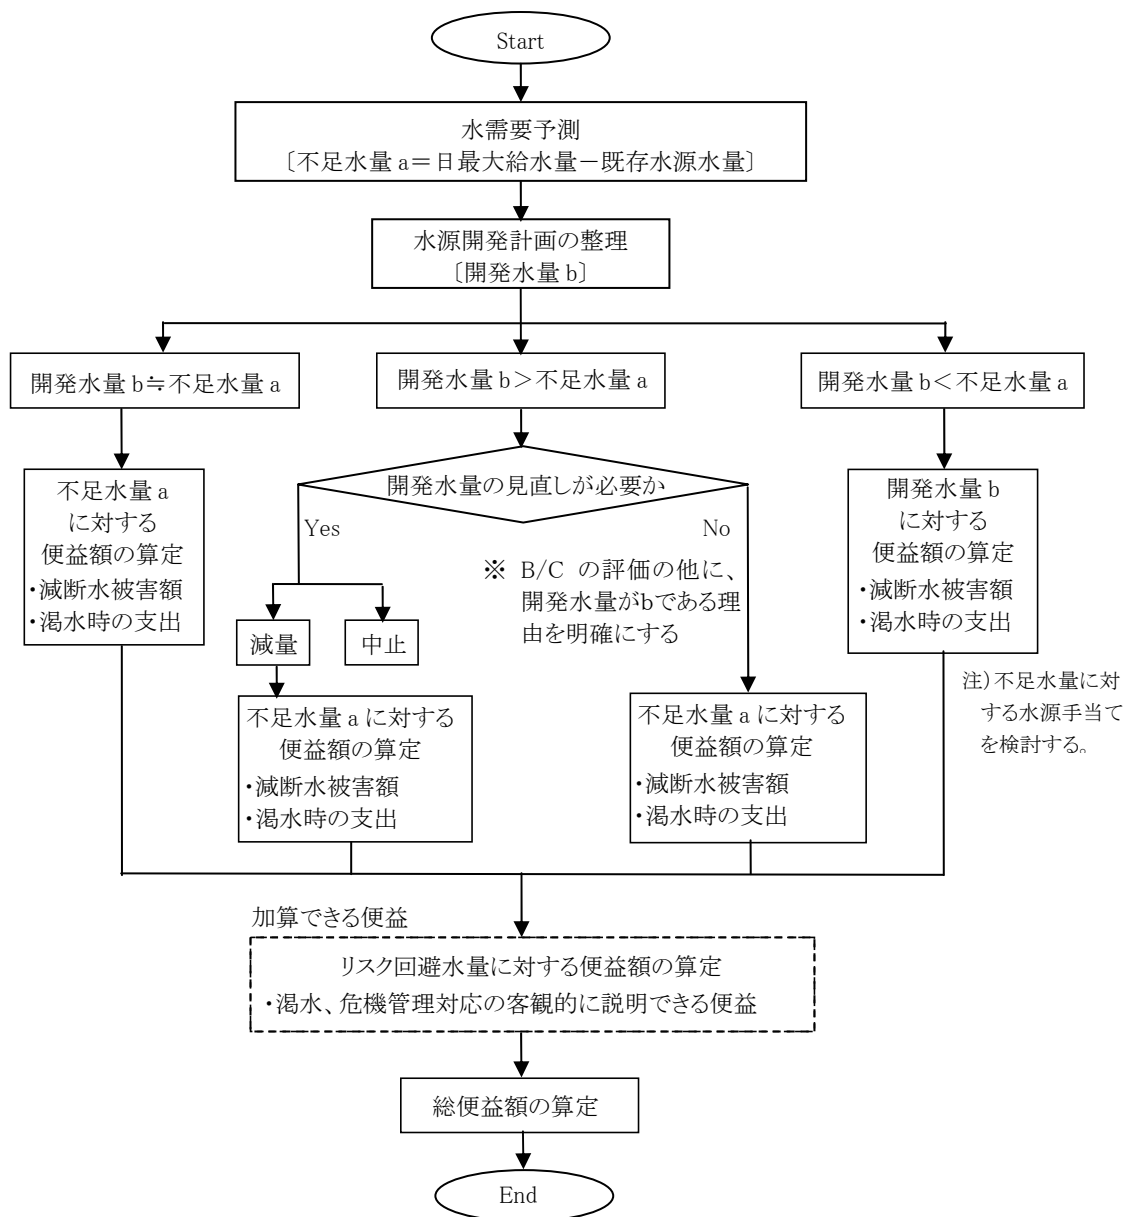 Start
水需要予測
〔不足水量 a＝日最大給水量－既存水源水量〕
水源開発計画の整理
〔開発水量 b〕
開発水量 b≒不足水量 a
開発水量 b＞不足水量 a
開発水量 b＜不足水量 a
不足水量 a
に対する
便益額の算定
・減断水被害額
・渇水時の支出
開発水量の見直しが必要か
Yes
No
※ B/C の評価の他に、
開発水量がbである理
由を明確にする
減量
中止
不足水量 a に対する
便益額の算定
・減断水被害額
・渇水時の支出
不足水量 a に対する
便益額の算定
・減断水被害額
・渇水時の支出
開発水量 b
に対する
便益額の算定
・減断水被害額
・渇水時の支出
注）不足水量に対
する水源手当て
を検討する。
加算できる便益
リスク回避水量に対する便益額の算定
・渇水、危機管理対応の客観的に説明できる便益
総便益額の算定
End